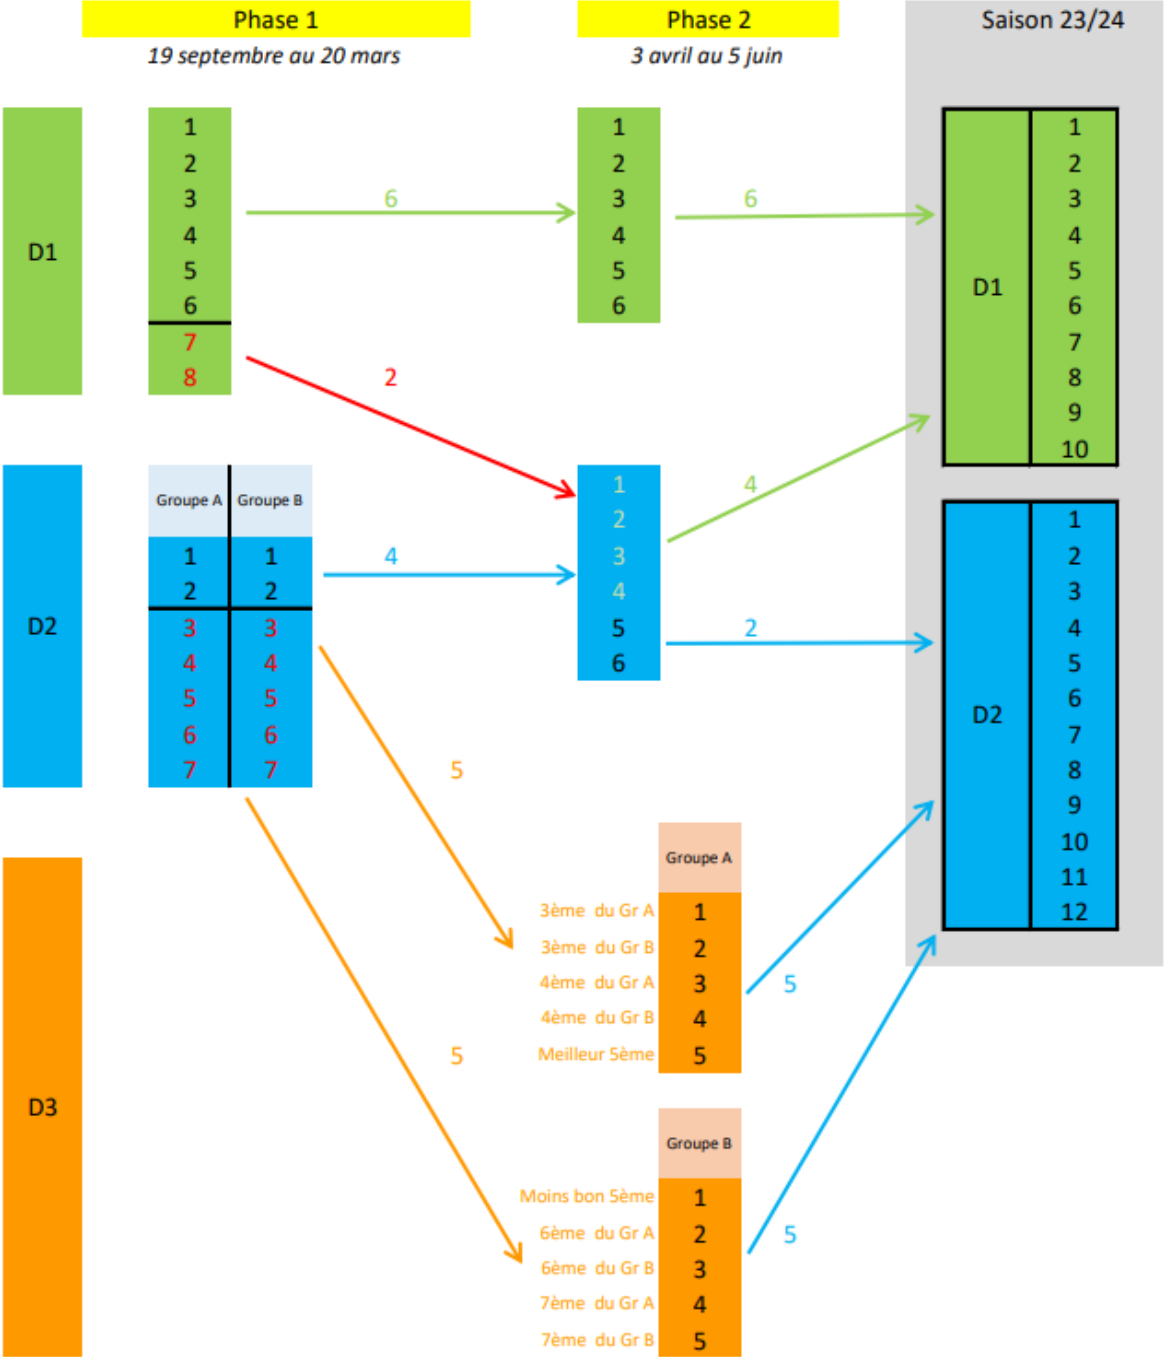 Phase 1
Phase 2
Saison 23/24
19 septembre au 20 mars
3 avril au 5 juin
D1
1
2
3
4
5
6
7
8
6
2
1
2
3
4
5
6
6
D1
1
2
3
4
5
6
7
8
9
10
D2
Groupe A
Groupe B
1 1
2 2
3 3
4 4
5 5
6 6
7 7
4
1
2
3
4
5
6
4
2
D2
1
2
3
4
5
6
7
8
9
10
11
12
D3
5
5
Groupe A
3ème du Gr A 1
3ème du Gr B 2
4ème du Gr A 3
4ème du Gr B 4
Meilleur 5ème 5
5
Groupe B
Moins bon 5ème 1
6ème du Gr A 2
6ème du Gr B 3
7ème du Gr A 4
7ème du Gr B 5
5